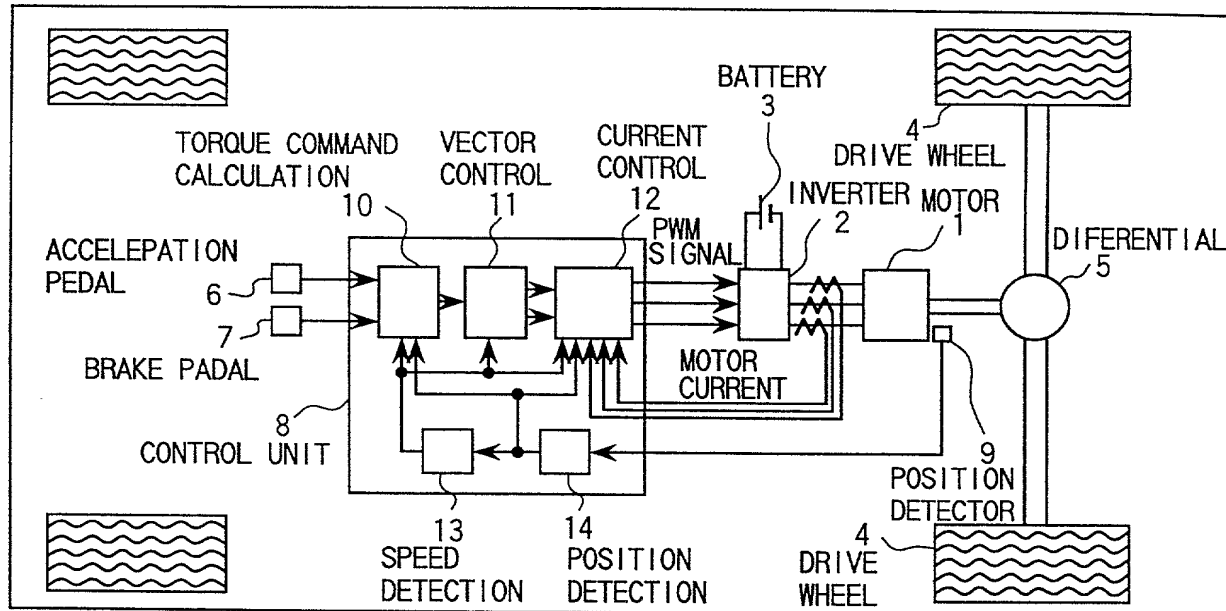 BATTERY
3
4
DRIVE WHEEL
TORQUE COMMAND
CALCULATION
10
VECTOR
CONTROL
11
CURRENT
CONTROL
12
PWM
SIGNAL
INVERTER
2
MOTOR
1
DIFERENTIAL
5
ACCELEPATION
PEDAL
6
7
BRAKE PADAL
8
CONTROL UNIT
MOTOR
CURRENT
9
POSITION
DETECTOR
13
SPEED
DETECTION
14
POSITION
DETECTION
4
DRIVE
WHEEL